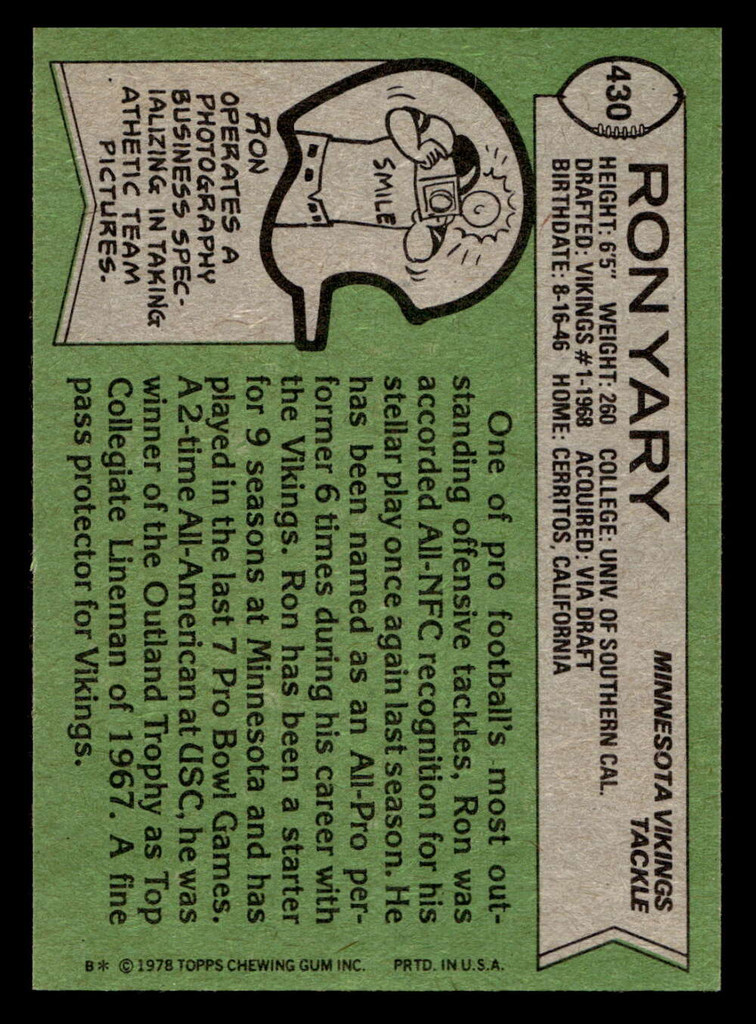 430
RON YARY
MINNESOTA VIKINGS
TACKLE
HEIGHT: 6'5" WEIGHT: 260 COLLEGE: UNIV. OF SOUTHERN CAL.
DRAFTED: VIKINGS #1-1968 ACQUIRED: VIA DRAFT
BIRTHDATE: 8-16-46 HOME: CERRITOS, CALIFORNIA
SMILE
RON
OPERATES A
PHOTOGRAPHY
BUSINESS SPEC-
IALIZING IN TAKING
ATHETIC TEAM
PICTURES.
One of pro football's most out-
standing offensive tackles, Ron was
accorded All-NFC recognition for his
stellar play once again last season. He
has been named as an All-Pro per-
former 6 times during his career with
the Vikings. Ron has been a starter
for 9 seasons at Minnesota and has
played in the last 7 Pro Bowl Games.
A 2-time All-American at USC, he was
winner of the Outland Trophy as Top
Collegiate Lineman of 1967. A fine
pass protector for Vikings.
B* © 1978 TOPPS CHEWING GUM INC. PRTD. IN U.S.A.